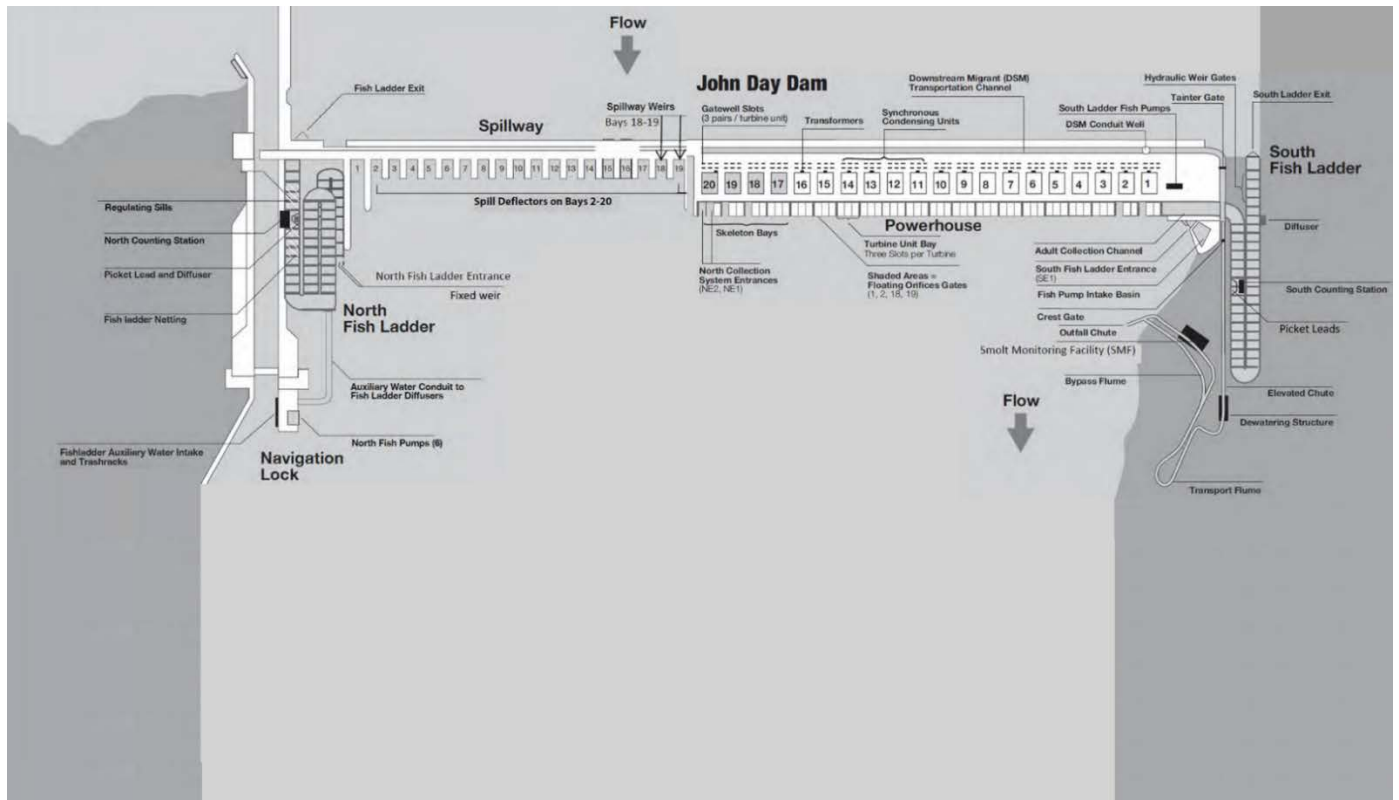 Flow
John Day Dam
Fish Ladder Exit
Spillway
Spillway Weirs
Bays 18-19
Gatewell Slots
(3 pairs / turbine unit)
Transformers
Synchronous
Condensing Units
Downstream Migrant (DSM)
Transportation Channel
Hydraulic Weir Gates
Tainter Gate
South Ladder Exit
South Ladder Fish Pumps
DSM Conduit Well
South
Fish Ladder
1 2 3 4 5 6 7 8 9 10 11 12 13 14 15 16 17 18 19
20 19 18 17 16 15 14 13 12 11 10 9 8 7 6 5 4 3 2 1
Spill Deflectors on Bays 2-20
Regulating Sills
North Counting Station
Picket Lead and Diffuser
Fish ladder Netting
North Fish Ladder Entrance
Fixed weir
North
Fish Ladder
Skeleton Bays
Powerhouse
Turbine Unit Bay
Three Slots per Turbine
North Collection
System Entrances
(NE2, NE1)
Shaded Areas =
Floating Orifices Gates
(1, 2, 18, 19)
Adult Collection Channel
South Fish Ladder Entrance
(SE1)
Fish Pump Intake Basin
Diffuser
South Counting Station
Picket Leads
Crest Gate
Outfall Chute
Smolt Monitoring Facility (SMF)
Bypass Flume
Flow
Elevated Chute
Dewatering Structure
Transport Flume
Auxiliary Water Conduit to
Fish Ladder Diffusers
North Fish Pumps (6)
Fishladder Auxiliary Water Intake
and Trashracks
Navigation
Lock